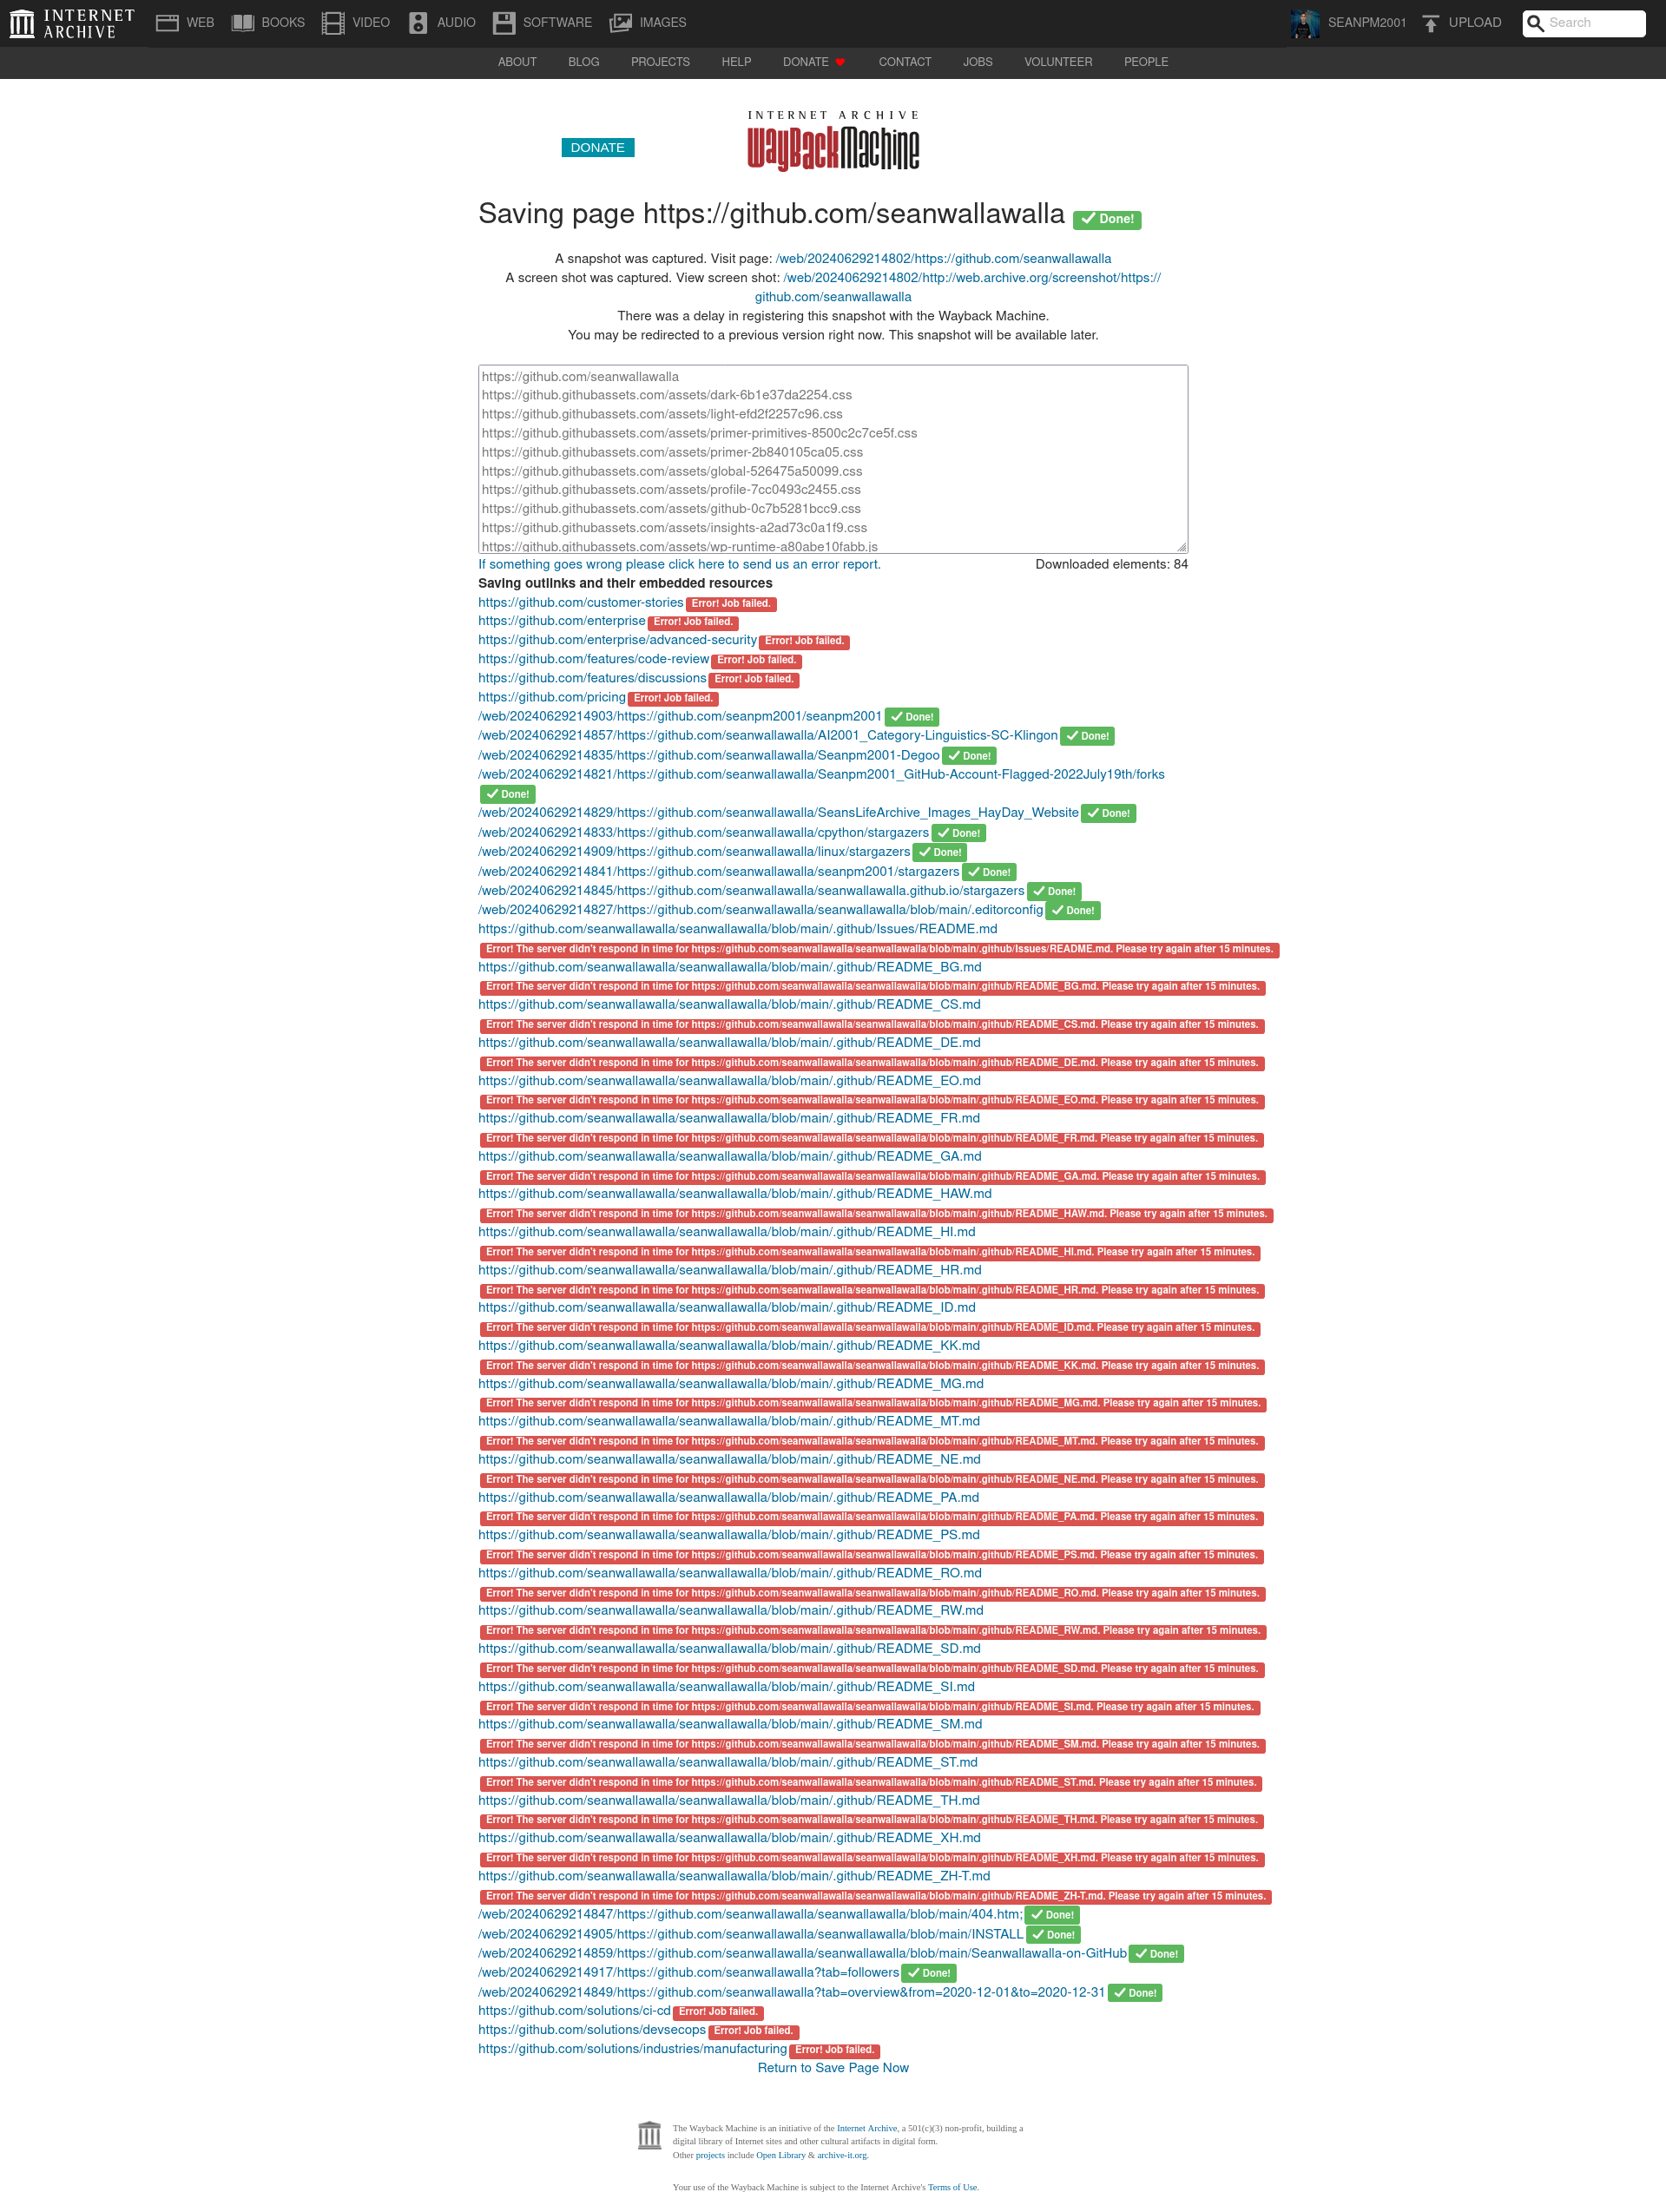 INTERNET ARCHIVE
WEB BOOKS VIDEO AUDIO SOFTWARE IMAGES SEANPM2001 UPLOAD Search
ABOUT BLOG PROJECTS HELP DONATE CONTACT JOBS VOLUNTEER PEOPLE
INTERNET ARCHIVE
DONATE WayBackMachine
Saving page https://github.com/seanwallawalla Done!
A snapshot was captured. Visit page: /web/20240629214802/https://github.com/seanwallawalla
A screen shot was captured. View screen shot: /web/20240629214802/http://web.archive.org/screenshot/https://
github.com/seanwallawalla
There was a delay in registering this snapshot with the Wayback Machine.
You may be redirected to a previous version right now. This snapshot will be available later.
https://github.com/seanwallawalla
https://github.githubassets.com/assets/dark-6b1e37da2254.css
https://github.githubassets.com/assets/light-efd2f2257c96.css
https://github.githubassets.com/assets/primer-primitives-8500c2c7ce5f.css
https://github.githubassets.com/assets/primer-2b840105ca05.css
https://github.githubassets.com/assets/global-526475a50099.css
https://github.githubassets.com/assets/profile-7cc0493c2455.css
https://github.githubassets.com/assets/github-0c7b5281bcc9.css
https://github.githubassets.com/assets/insights-a2ad73c0a1f9.css
https://github.githubassets.com/assets/wp-runtime-a80abe10fabb.js
If something goes wrong please click here to send us an error report. Downloaded elements: 84
Saving outlinks and their embedded resources
https://github.com/customer-stories Error! Job failed.
https://github.com/enterprise Error! Job failed.
https://github.com/enterprise/advanced-security Error! Job failed.
https://github.com/features/code-review Error! Job failed.
https://github.com/features/discussions Error! Job failed.
https://github.com/pricing Error! Job failed.
/web/20240629214903/https://github.com/seanpm2001/seanpm2001 Done!
/web/20240629214857/https://github.com/seanwallawalla/AI2001_Category-Linguistics-SC-Klingon Done!
/web/20240629214835/https://github.com/seanwallawalla/Seanpm2001-Degoo Done!
/web/20240629214821/https://github.com/seanwallawalla/Seanpm2001_GitHub-Account-Flagged-2022July19th/forks
Done!
/web/20240629214829/https://github.com/seanwallawalla/SeansLifeArchive_Images_HayDay_Website Done!
/web/20240629214833/https://github.com/seanwallawalla/cpython/stargazers Done!
/web/20240629214909/https://github.com/seanwallawalla/linux/stargazers Done!
/web/20240629214841/https://github.com/seanwallawalla/seanpm2001/stargazers Done!
/web/20240629214845/https://github.com/seanwallawalla/seanwallawalla.github.io/stargazers Done!
/web/20240629214827/https://github.com/seanwallawalla/seanwallawalla/blob/main/.editorconfig Done!
https://github.com/seanwallawalla/seanwallawalla/blob/main/.github/Issues/README.md
Error! The server didn't respond in time for https://github.com/seanwallawalla/seanwallawalla/blob/main/.github/Issues/README.md. Please try again after 15 minutes.
https://github.com/seanwallawalla/seanwallawalla/blob/main/.github/README_BG.md
Error! The server didn't respond in time for https://github.com/seanwallawalla/seanwallawalla/blob/main/.github/README_BG.md. Please try again after 15 minutes.
https://github.com/seanwallawalla/seanwallawalla/blob/main/.github/README_CS.md
Error! The server didn't respond in time for https://github.com/seanwallawalla/seanwallawalla/blob/main/.github/README_CS.md. Please try again after 15 minutes.
https://github.com/seanwallawalla/seanwallawalla/blob/main/.github/README_DE.md
Error! The server didn't respond in time for https://github.com/seanwallawalla/seanwallawalla/blob/main/.github/README_DE.md. Please try again after 15 minutes.
https://github.com/seanwallawalla/seanwallawalla/blob/main/.github/README_EO.md
Error! The server didn't respond in time for https://github.com/seanwallawalla/seanwallawalla/blob/main/.github/README_EO.md. Please try again after 15 minutes.
https://github.com/seanwallawalla/seanwallawalla/blob/main/.github/README_FR.md
Error! The server didn't respond in time for https://github.com/seanwallawalla/seanwallawalla/blob/main/.github/README_FR.md. Please try again after 15 minutes.
https://github.com/seanwallawalla/seanwallawalla/blob/main/.github/README_GA.md
Error! The server didn't respond in time for https://github.com/seanwallawalla/seanwallawalla/blob/main/.github/README_GA.md. Please try again after 15 minutes.
https://github.com/seanwallawalla/seanwallawalla/blob/main/.github/README_HAW.md
Error! The server didn't respond in time for https://github.com/seanwallawalla/seanwallawalla/blob/main/.github/README_HAW.md. Please try again after 15 minutes.
https://github.com/seanwallawalla/seanwallawalla/blob/main/.github/README_HI.md
Error! The server didn't respond in time for https://github.com/seanwallawalla/seanwallawalla/blob/main/.github/README_HI.md. Please try again after 15 minutes.
https://github.com/seanwallawalla/seanwallawalla/blob/main/.github/README_HR.md
Error! The server didn't respond in time for https://github.com/seanwallawalla/seanwallawalla/blob/main/.github/README_HR.md. Please try again after 15 minutes.
https://github.com/seanwallawalla/seanwallawalla/blob/main/.github/README_ID.md
Error! The server didn't respond in time for https://github.com/seanwallawalla/seanwallawalla/blob/main/.github/README_ID.md. Please try again after 15 minutes.
https://github.com/seanwallawalla/seanwallawalla/blob/main/.github/README_KK.md
Error! The server didn't respond in time for https://github.com/seanwallawalla/seanwallawalla/blob/main/.github/README_KK.md. Please try again after 15 minutes.
https://github.com/seanwallawalla/seanwallawalla/blob/main/.github/README_MG.md
Error! The server didn't respond in time for https://github.com/seanwallawalla/seanwallawalla/blob/main/.github/README_MG.md. Please try again after 15 minutes.
https://github.com/seanwallawalla/seanwallawalla/blob/main/.github/README_MT.md
Error! The server didn't respond in time for https://github.com/seanwallawalla/seanwallawalla/blob/main/.github/README_MT.md. Please try again after 15 minutes.
https://github.com/seanwallawalla/seanwallawalla/blob/main/.github/README_NE.md
Error! The server didn't respond in time for https://github.com/seanwallawalla/seanwallawalla/blob/main/.github/README_NE.md. Please try again after 15 minutes.
https://github.com/seanwallawalla/seanwallawalla/blob/main/.github/README_PA.md
Error! The server didn't respond in time for https://github.com/seanwallawalla/seanwallawalla/blob/main/.github/README_PA.md. Please try again after 15 minutes.
https://github.com/seanwallawalla/seanwallawalla/blob/main/.github/README_PS.md
Error! The server didn't respond in time for https://github.com/seanwallawalla/seanwallawalla/blob/main/.github/README_PS.md. Please try again after 15 minutes.
https://github.com/seanwallawalla/seanwallawalla/blob/main/.github/README_RO.md
Error! The server didn't respond in time for https://github.com/seanwallawalla/seanwallawalla/blob/main/.github/README_RO.md. Please try again after 15 minutes.
https://github.com/seanwallawalla/seanwallawalla/blob/main/.github/README_RW.md
Error! The server didn't respond in time for https://github.com/seanwallawalla/seanwallawalla/blob/main/.github/README_RW.md. Please try again after 15 minutes.
https://github.com/seanwallawalla/seanwallawalla/blob/main/.github/README_SD.md
Error! The server didn't respond in time for https://github.com/seanwallawalla/seanwallawalla/blob/main/.github/README_SD.md. Please try again after 15 minutes.
https://github.com/seanwallawalla/seanwallawalla/blob/main/.github/README_SI.md
Error! The server didn't respond in time for https://github.com/seanwallawalla/seanwallawalla/blob/main/.github/README_SI.md. Please try again after 15 minutes.
https://github.com/seanwallawalla/seanwallawalla/blob/main/.github/README_SM.md
Error! The server didn't respond in time for https://github.com/seanwallawalla/seanwallawalla/blob/main/.github/README_SM.md. Please try again after 15 minutes.
https://github.com/seanwallawalla/seanwallawalla/blob/main/.github/README_ST.md
Error! The server didn't respond in time for https://github.com/seanwallawalla/seanwallawalla/blob/main/.github/README_ST.md. Please try again after 15 minutes.
https://github.com/seanwallawalla/seanwallawalla/blob/main/.github/README_TH.md
Error! The server didn't respond in time for https://github.com/seanwallawalla/seanwallawalla/blob/main/.github/README_TH.md. Please try again after 15 minutes.
https://github.com/seanwallawalla/seanwallawalla/blob/main/.github/README_XH.md
Error! The server didn't respond in time for https://github.com/seanwallawalla/seanwallawalla/blob/main/.github/README_XH.md. Please try again after 15 minutes.
https://github.com/seanwallawalla/seanwallawalla/blob/main/.github/README_ZH-T.md
Error! The server didn't respond in time for https://github.com/seanwallawalla/seanwallawalla/blob/main/.github/README_ZH-T.md. Please try again after 15 minutes.
/web/20240629214847/https://github.com/seanwallawalla/seanwallawalla/blob/main/404.htm; Done!
/web/20240629214905/https://github.com/seanwallawalla/seanwallawalla/blob/main/INSTALL Done!
/web/20240629214859/https://github.com/seanwallawalla/seanwallawalla/blob/main/Seanwallawalla-on-GitHub Done!
/web/20240629214917/https://github.com/seanwallawalla?tab=followers Done!
/web/20240629214849/https://github.com/seanwallawalla?tab=overview&from=2020-12-01&to=2020-12-31 Done!
https://github.com/solutions/ci-cd Error! Job failed.
https://github.com/solutions/devsecops Error! Job failed.
https://github.com/solutions/industries/manufacturing Error! Job failed.
Return to Save Page Now
The Wayback Machine is an initiative of the Internet Archive, a 501(c)(3) non-profit, building a
digital library of Internet sites and other cultural artifacts in digital form.
Other projects include Open Library & archive-it.org.
Your use of the Wayback Machine is subject to the Internet Archive's Terms of Use.